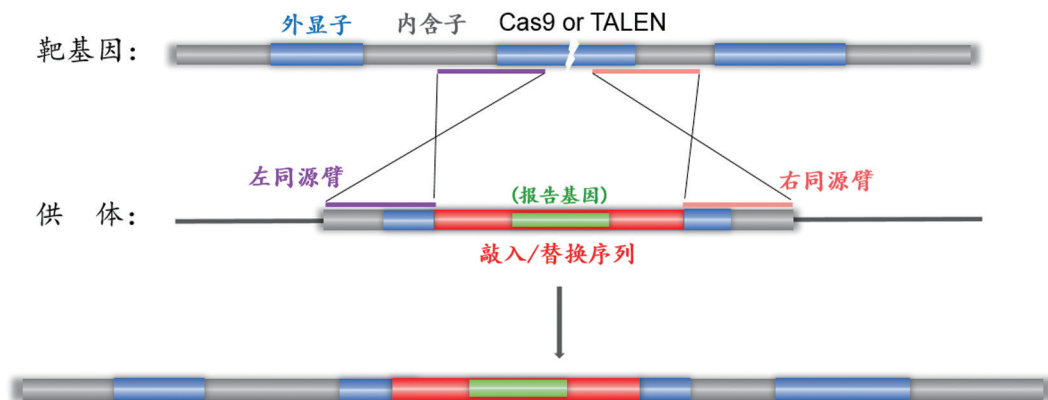 外显子 内含子 Cas9 or TALEN
靶基因：
左同源臂 (报告基因) 右同源臂
供 体：
敲入/替换序列